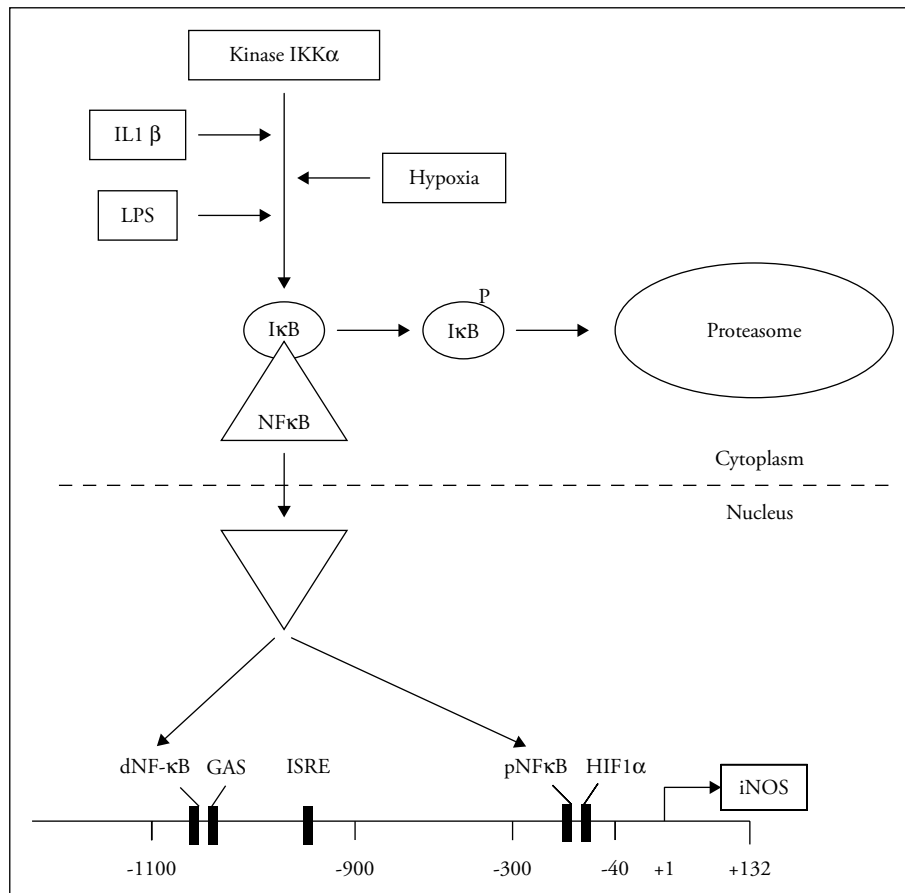 Kinase IKKα
IL1 β
Hypoxia
LPS
P
IκB
IκB
Proteasome
NFκB
Cytoplasm
Nucleus
dNF-κB GAS ISRE pNFκB HIF1α iNOS
-1100 -900 -300 -40 +1 +132